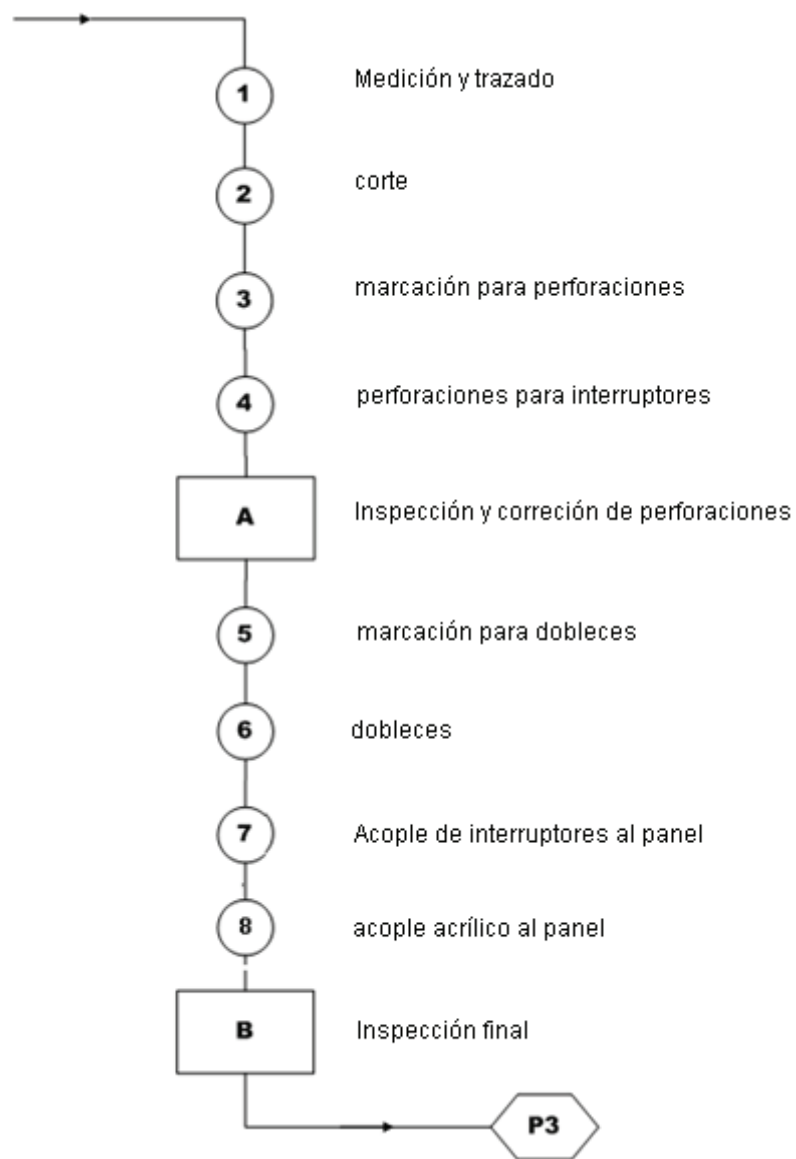 1 Medición y trazado
2 corte
3 marcación para perforaciones
4 perforaciones para interruptores
A Inspección y correción de perforaciones
5 marcación para dobleces
6 dobleces
7 Acople de interruptores al panel
8 acople acrílico al panel
B Inspección final
P3